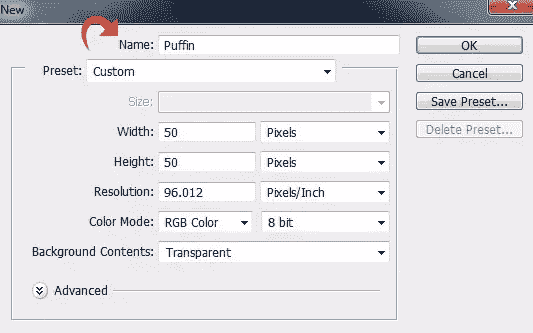 New
Name: Puffin
OK
Preset: Custom
Cancel
Size:
Save Preset...
Width: 50 Pixels
Delete Preset...
Height: 50 Pixels
Resolution: 96.012 Pixels/Inch
Color Mode: RGB Color 8 bit
Background Contents: Transparent
Advanced